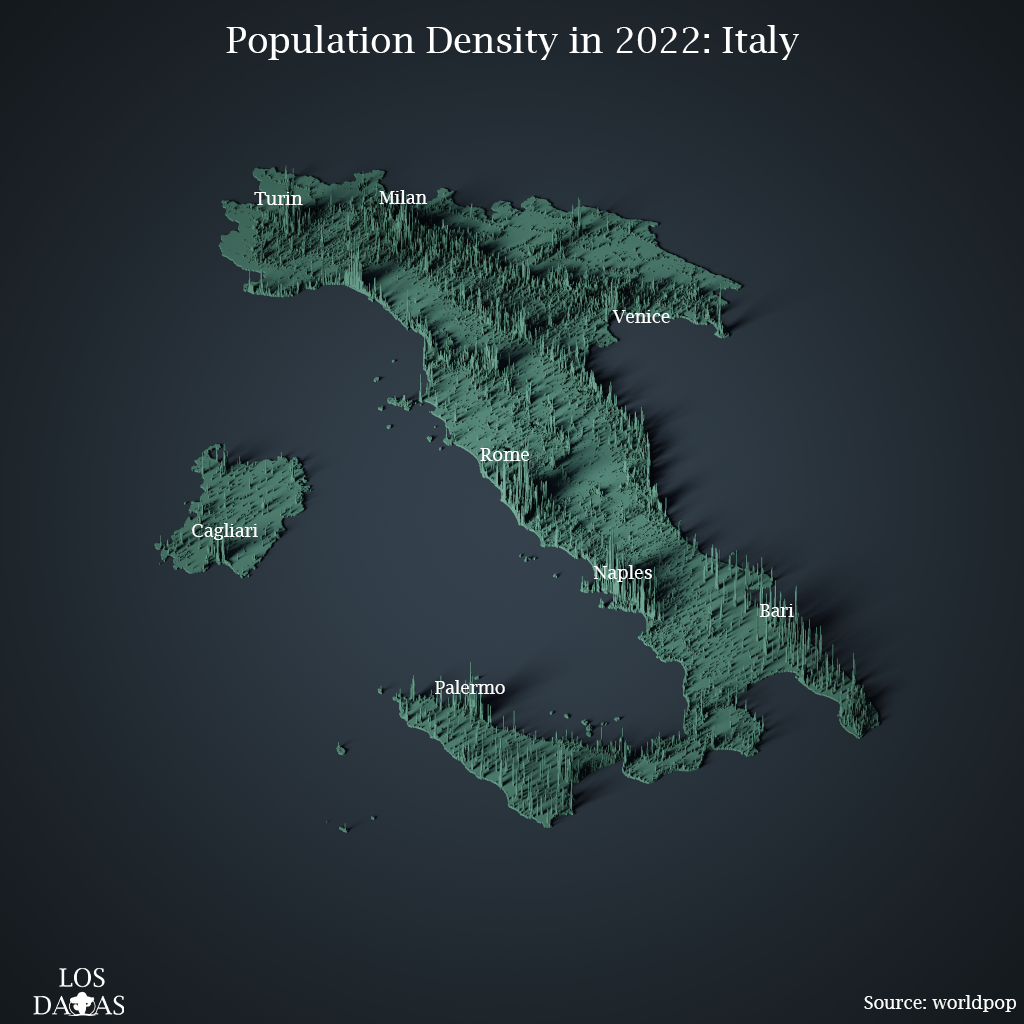 Population Density in 2022: Italy
Turin
Milan
Venice
Rome
Cagliari
Naples
Bari
Palermo
LOS
DATAS
Source: worldpop